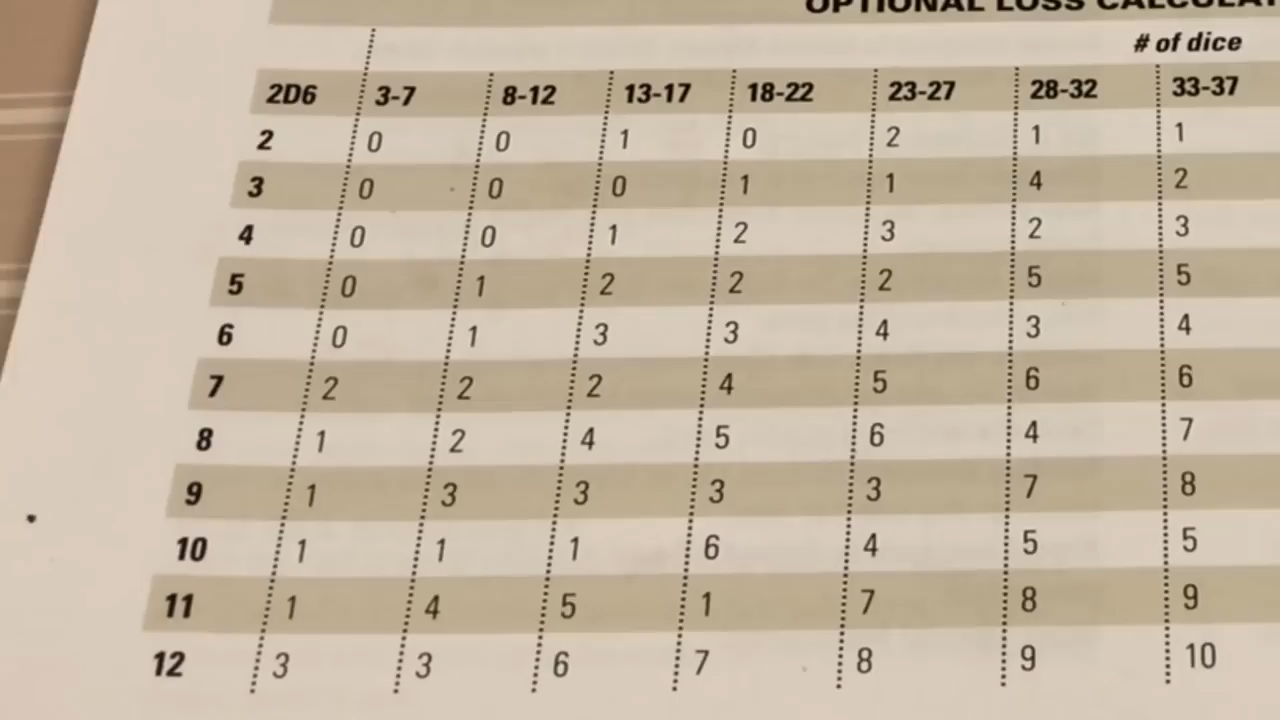 OPTIONAL LOSS
# of dice
2D6 3-7 8-12 13-17 18-22 23-27 28-32 33-37
2 0 0 1 0 2 1 1
3 0 0 0 1 1 4 2
4 0 0 1 2 3 2 3
5 0 1 2 2 2 5 5
6 0 1 3 3 4 3 4
7 2 2 2 4 5 6 6
8 1 2 4 5 6 4 7
9 1 3 3 3 3 7 8
10 1 1 1 6 4 5 5
11 1 4 5 1 7 8 9
12 3 3 6 7 8 9 10